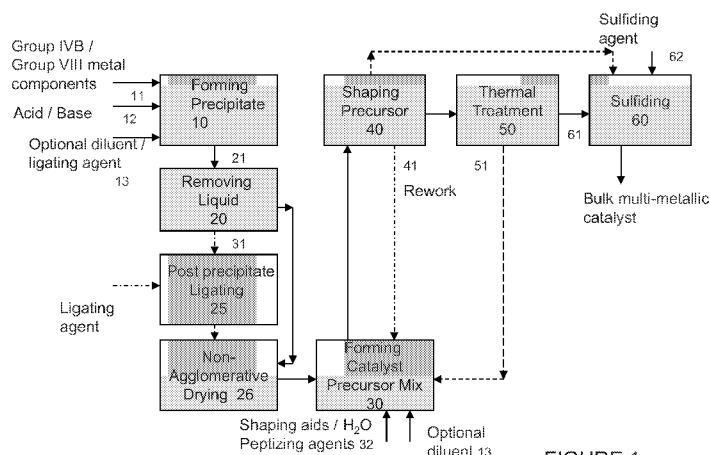 Group IVB /
Group VIII metal
components
11
Acid / Base
12
Optional diluent /
ligating agent
13
Forming
Precipitate
10
21
Removing
Liquid
20
31
Post precipitate
Ligating
25
Ligating
agent
Non-
Agglomerative
Drying 26
Forming
Catalyst
Precursor Mix
30
Shaping aids / H2O
Peptizing agents 32
Optional
diluent 13
Shaping
Precursor
40
41
Rework
Thermal
Treatment
50
51
61
Sulfiding
agent
62
Sulfiding
60
Bulk multi-metallic
catalyst